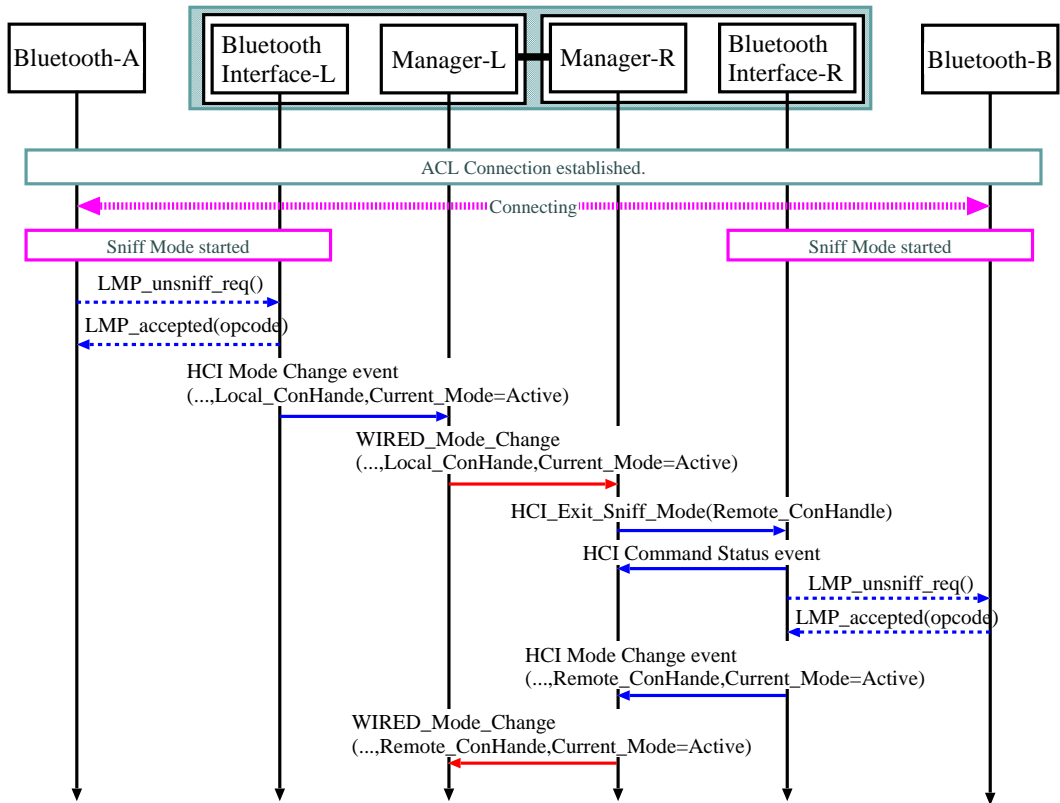 Bluetooth-A
Bluetooth
Interface-L
Manager-L
Manager-R
Bluetooth
Interface-R
Bluetooth-B
ACL Connection established.
Connecting
Sniff Mode started
Sniff Mode started
LMP_unsniff_req()
LMP_accepted(opcode)
HCI Mode Change event
(...,Local_ConHande,Current_Mode=Active)
WIRED_Mode_Change
(...,Local_ConHande,Current_Mode=Active)
HCI_Exit_Sniff_Mode(Remote_ConHandle)
HCI Command Status event
LMP_unsniff_req()
LMP_accepted(opcode)
HCI Mode Change event
(...,Remote_ConHande,Current_Mode=Active)
WIRED_Mode_Change
(...,Remote_ConHande,Current_Mode=Active)